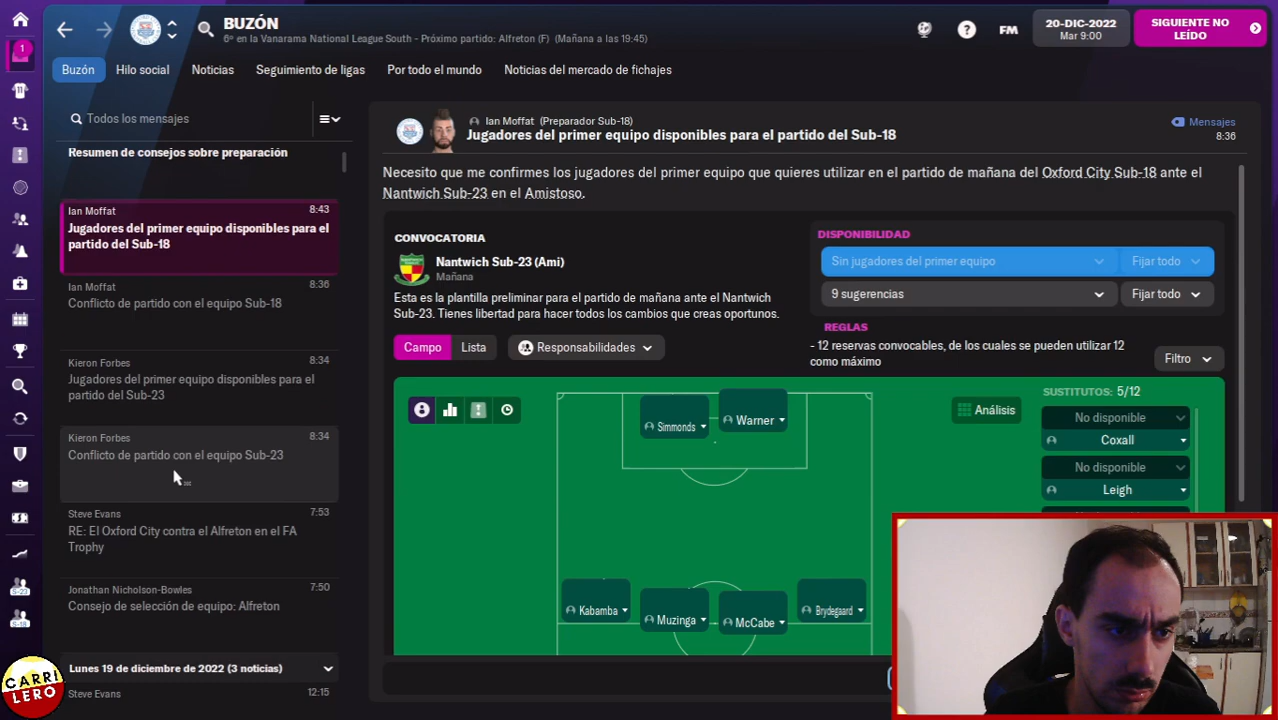 BUZÓN
6º en la Vanarama National League South - Próximo partido: Alfreton (F) (Mañana a las 19:45)
FM
20-DIC-2022
Mar 9:00
SIGUIENTE NO
LEÍDO
1
Buzón
Hilo social
Noticias
Seguimiento de ligas
Por todo el mundo
Noticias del mercado de fichajes
Todos los mensajes
Resumen de consejos sobre preparación
Ian Moffat
8:43
Jugadores del primer equipo disponibles para el
partido del Sub-18
Ian Moffat
8:36
Conflicto de partido con el equipo Sub-18
Kieron Forbes
8:34
Jugadores del primer equipo disponibles para el
partido del Sub-23
Kieron Forbes
8:34
Conflicto de partido con el equipo Sub-23
Steve Evans
7:53
RE: El Oxford City contra el Alfreton en el FA
Trophy
Jonathan Nicholson-Bowles
7:50
Consejo de selección de equipo: Alfreton
Lunes 19 de diciembre de 2022 (3 noticias)
Steve Evans
12:15
Ian Moffat (Preparador Sub-18)
Jugadores del primer equipo disponibles para el partido del Sub-18
Mensajes
8:36
Necesito que me confirmes los jugadores del primer equipo que quieres utilizar en el partido de mañana del Oxford City Sub-18 ante el
Nantwich Sub-23 en el Amistoso.
CONVOCATORIA
Nantwich Sub-23 (Ami)
Mañana
Esta es la plantilla preliminar para el partido de mañana ante el Nantwich
Sub-23. Tienes libertad para hacer todos los cambios que creas oportunos.
DISPONIBILIDAD
Sin jugadores del primer equipo
Fijar todo
9 sugerencias
Fijar todo
REGLAS
- 12 reservas convocables, de los cuales se pueden utilizar 12
como máximo
Filtro
Campo
Lista
Responsabilidades
Análisis
SUSTITUTOS: 5/12
No disponible
Coxall
No disponible
Leigh
Simmonds
Warner
Kabamba
Muzinga
McCabe
Brydegaard
S-23
S-18
CARRI
LERO